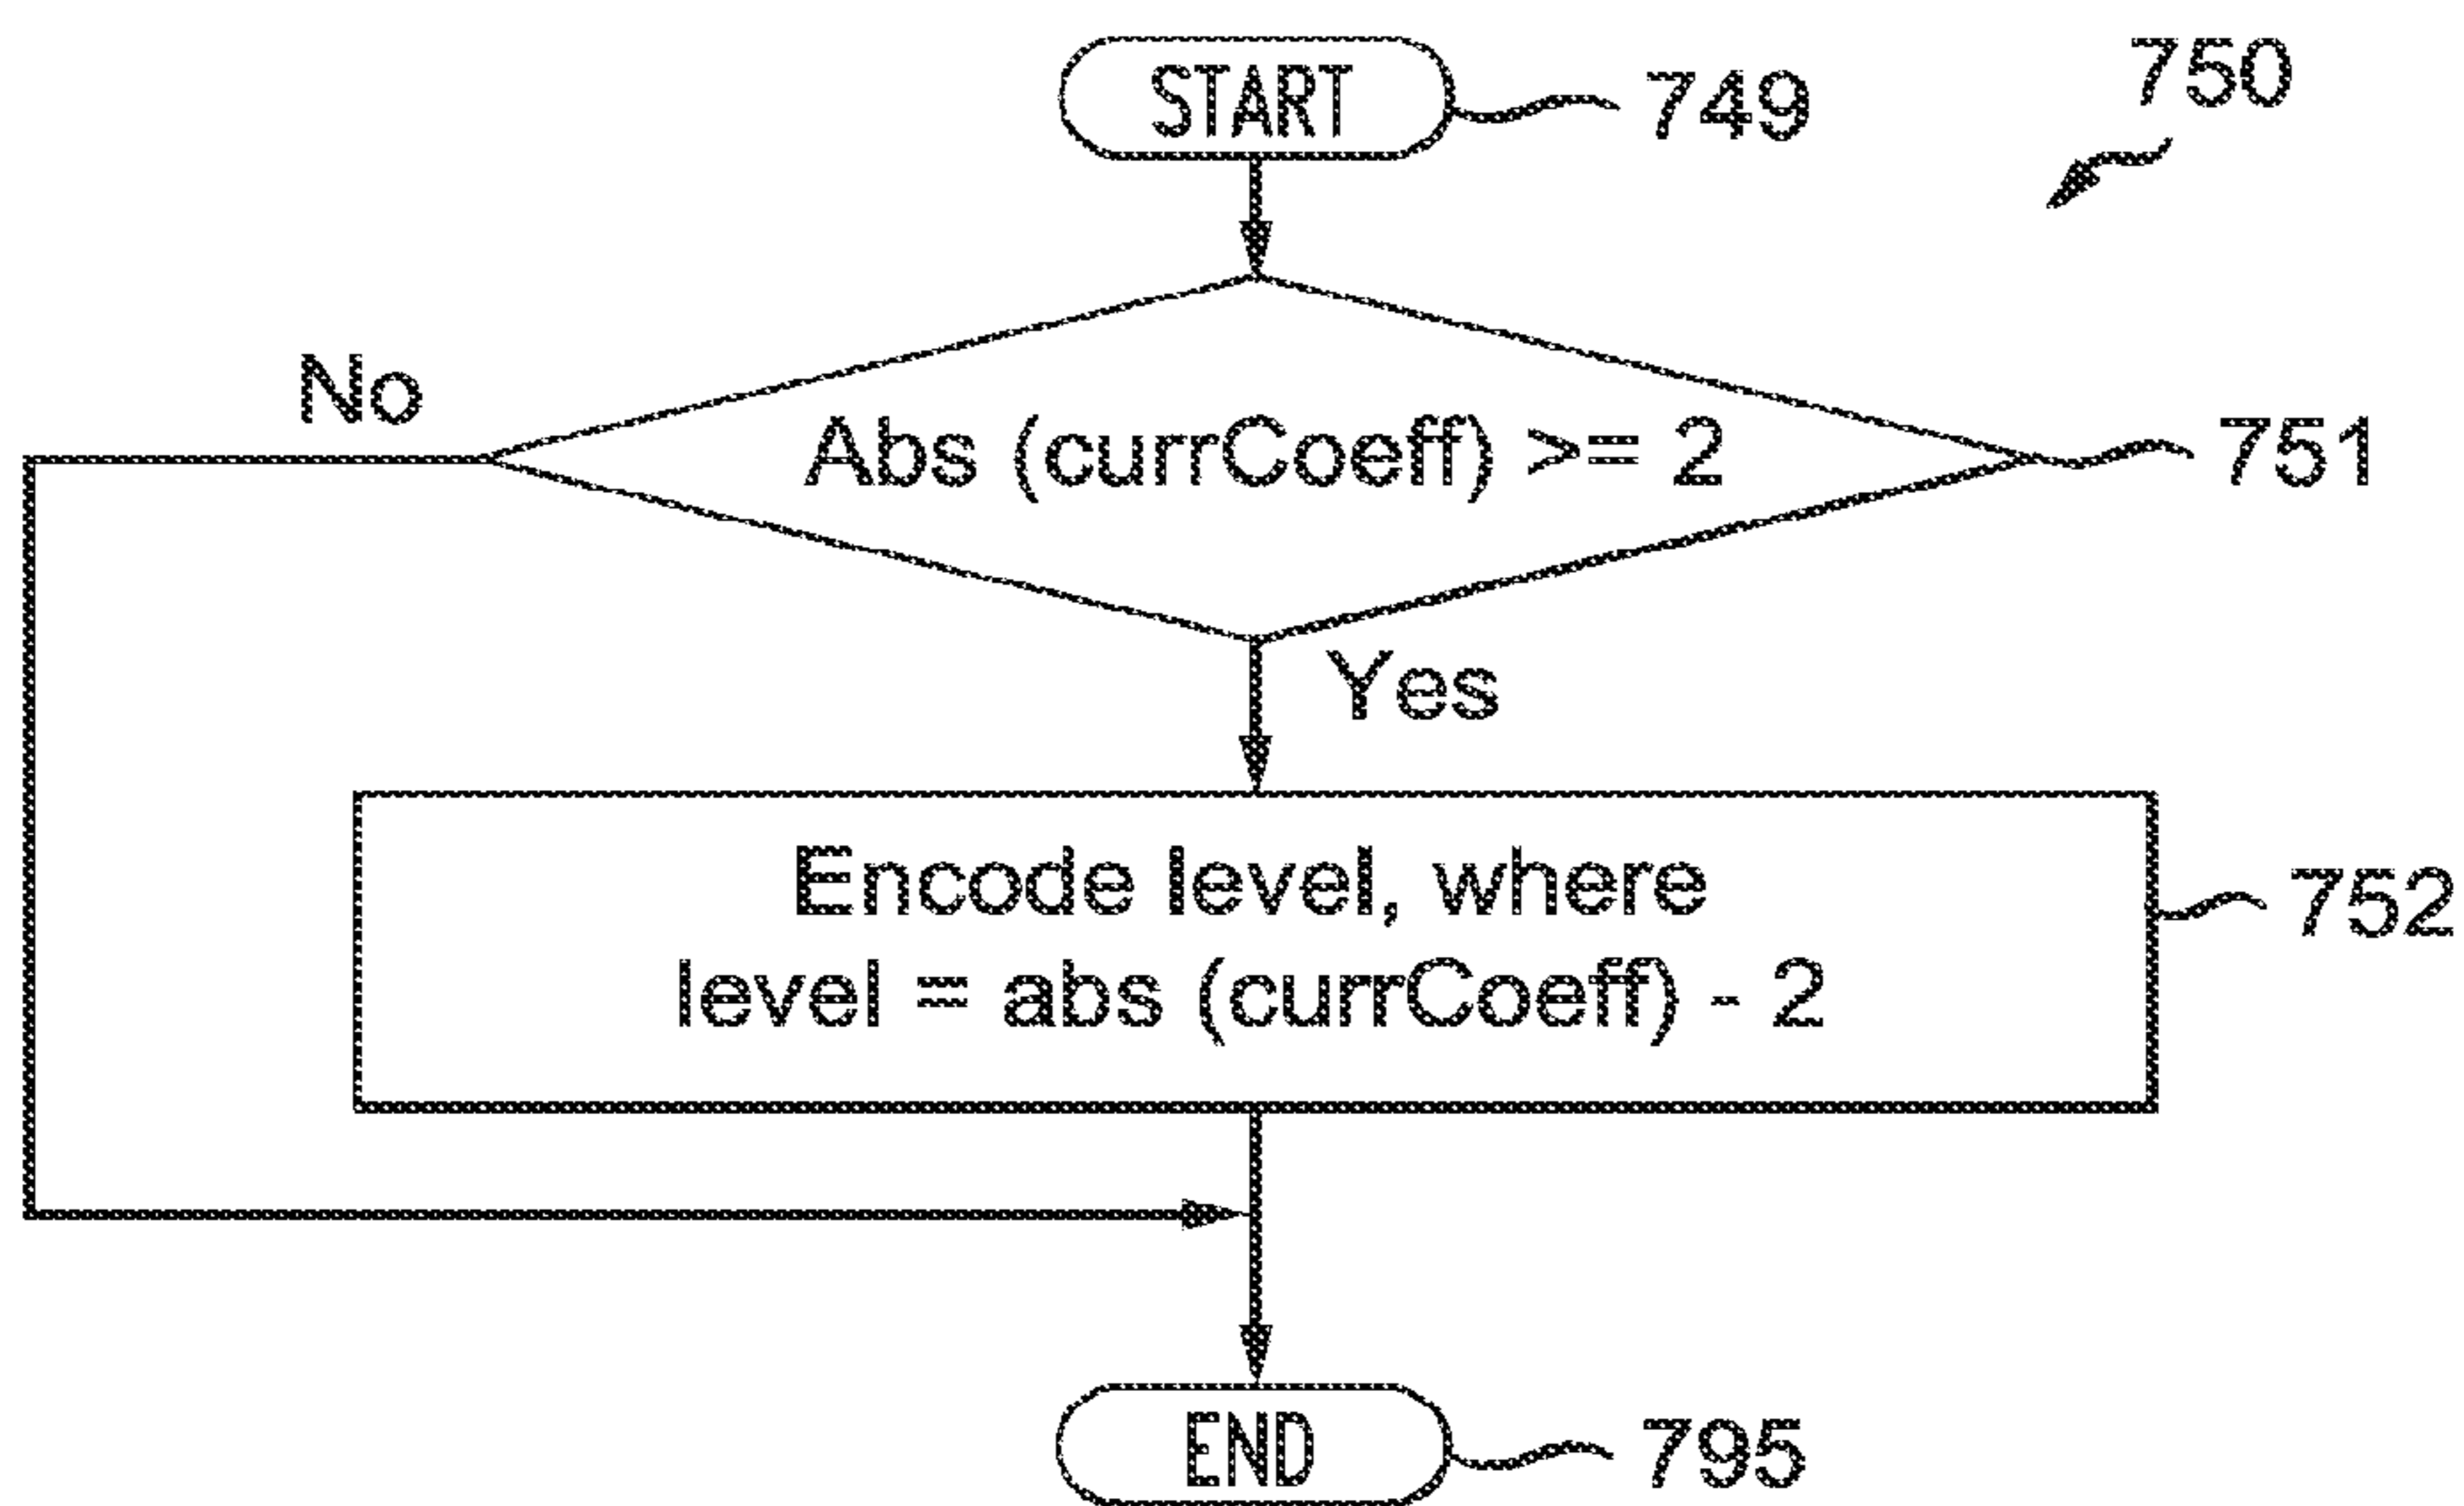 START
749
750
No
Abs (currCoeff) >= 2
751
Yes
Encode level, where
level = abs (currCoeff) - 2
752
END
795